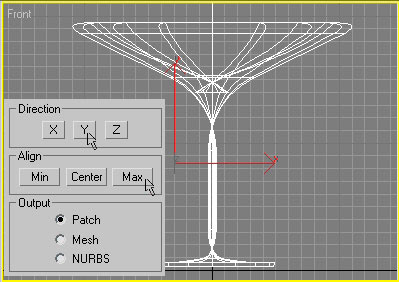 Front
Direction
X Y Z
Align
Min Center Max
Output
Patch
Mesh
NURBS
x